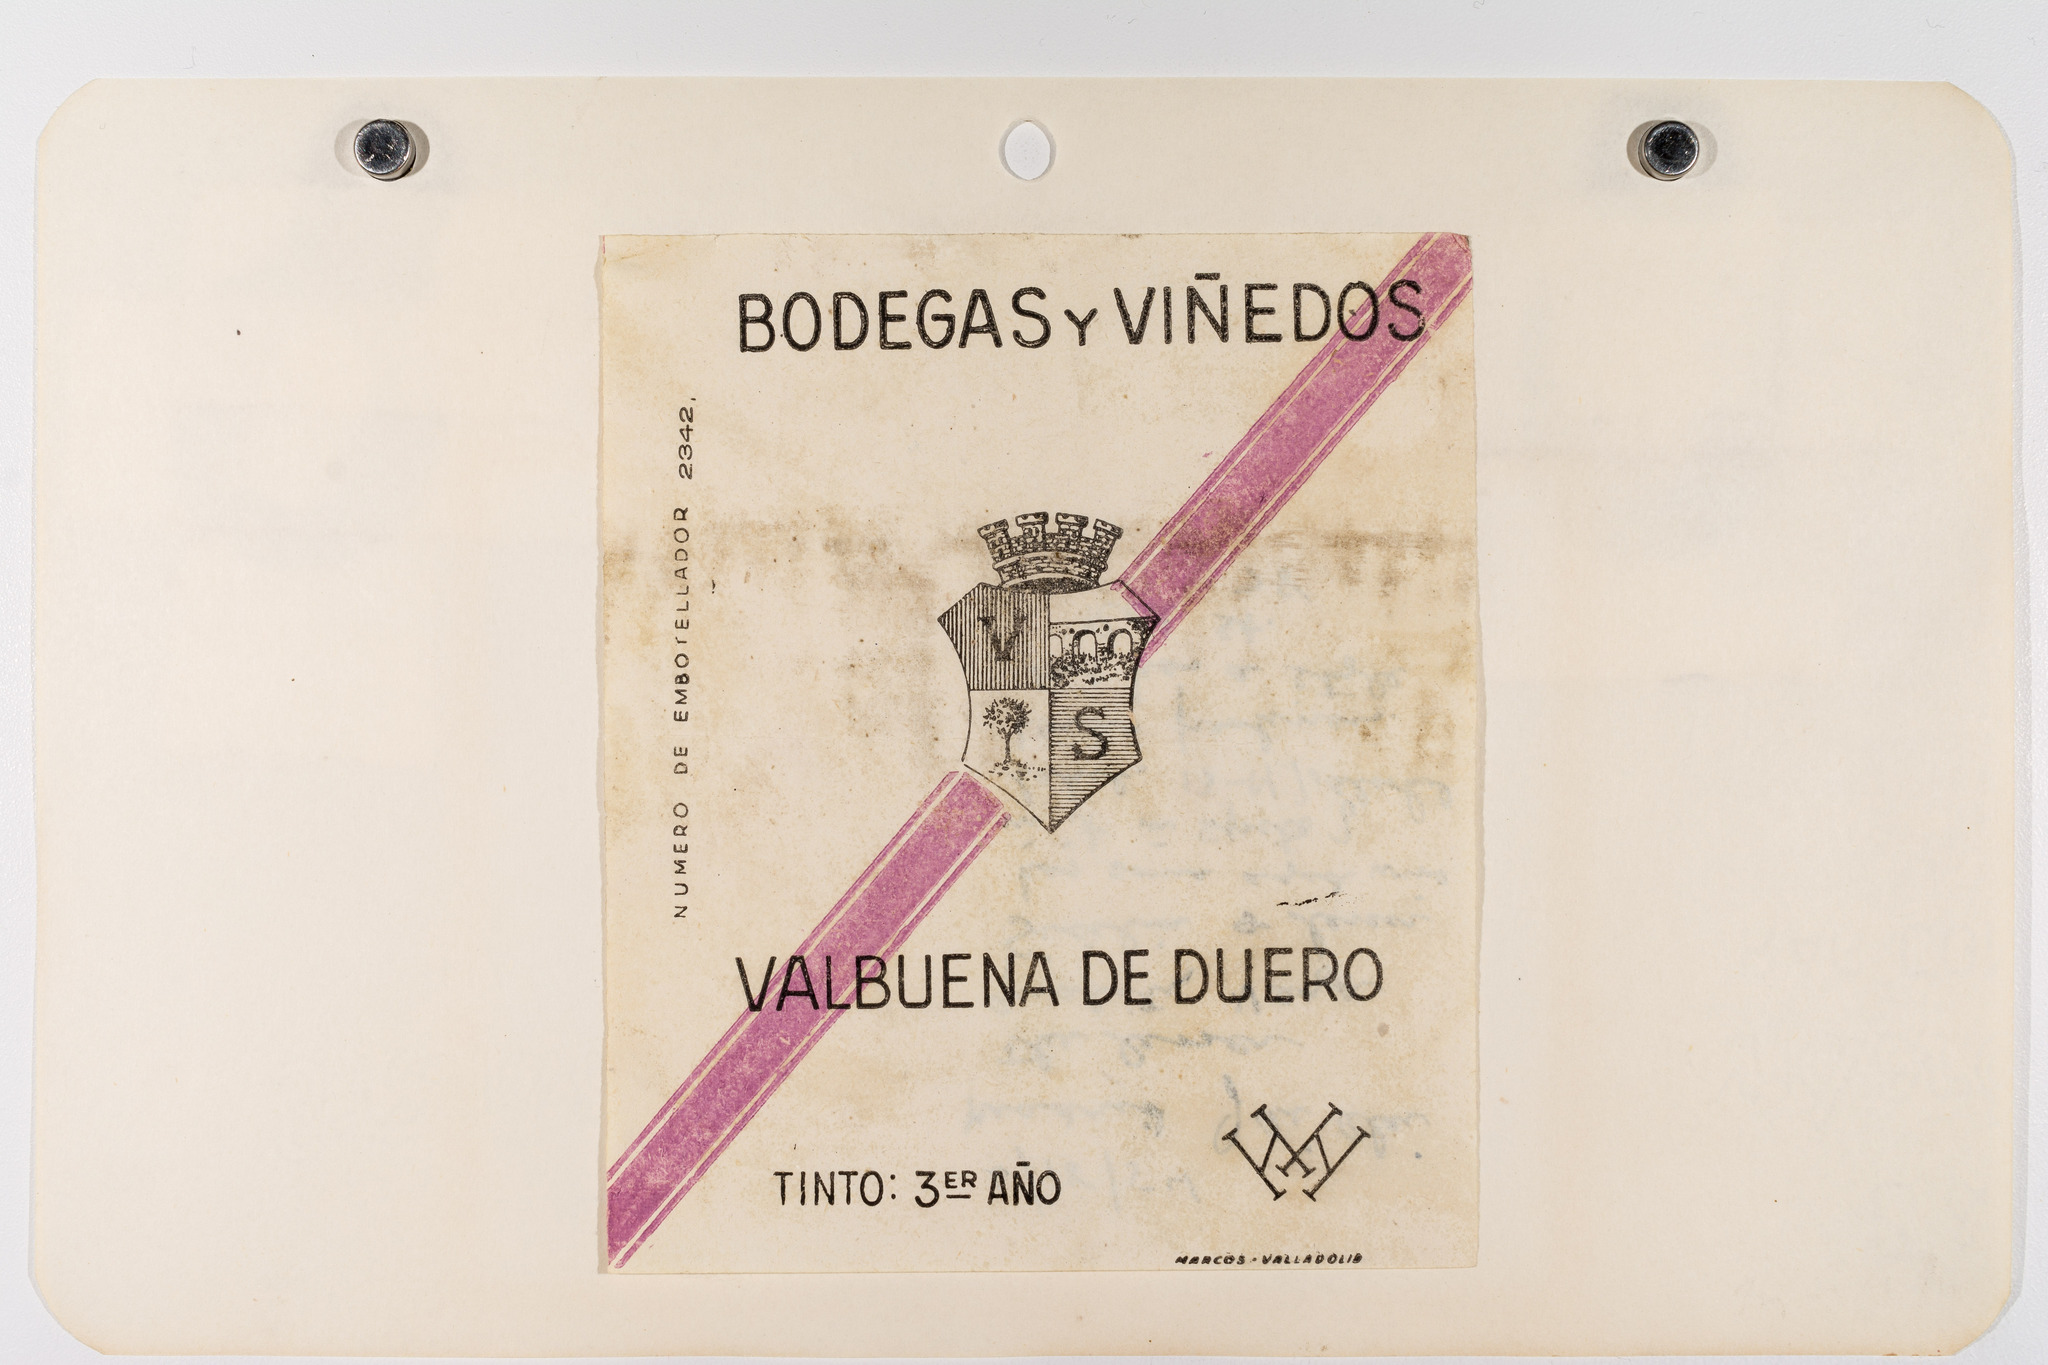 BODEGAS Y VIÑEDOS
NUMERO DE EMBOTELLADOR 2342.
V
S
VALBUENA DE DUERO
TINTO: 3ER AÑO
MARCOS - VALLADOLID